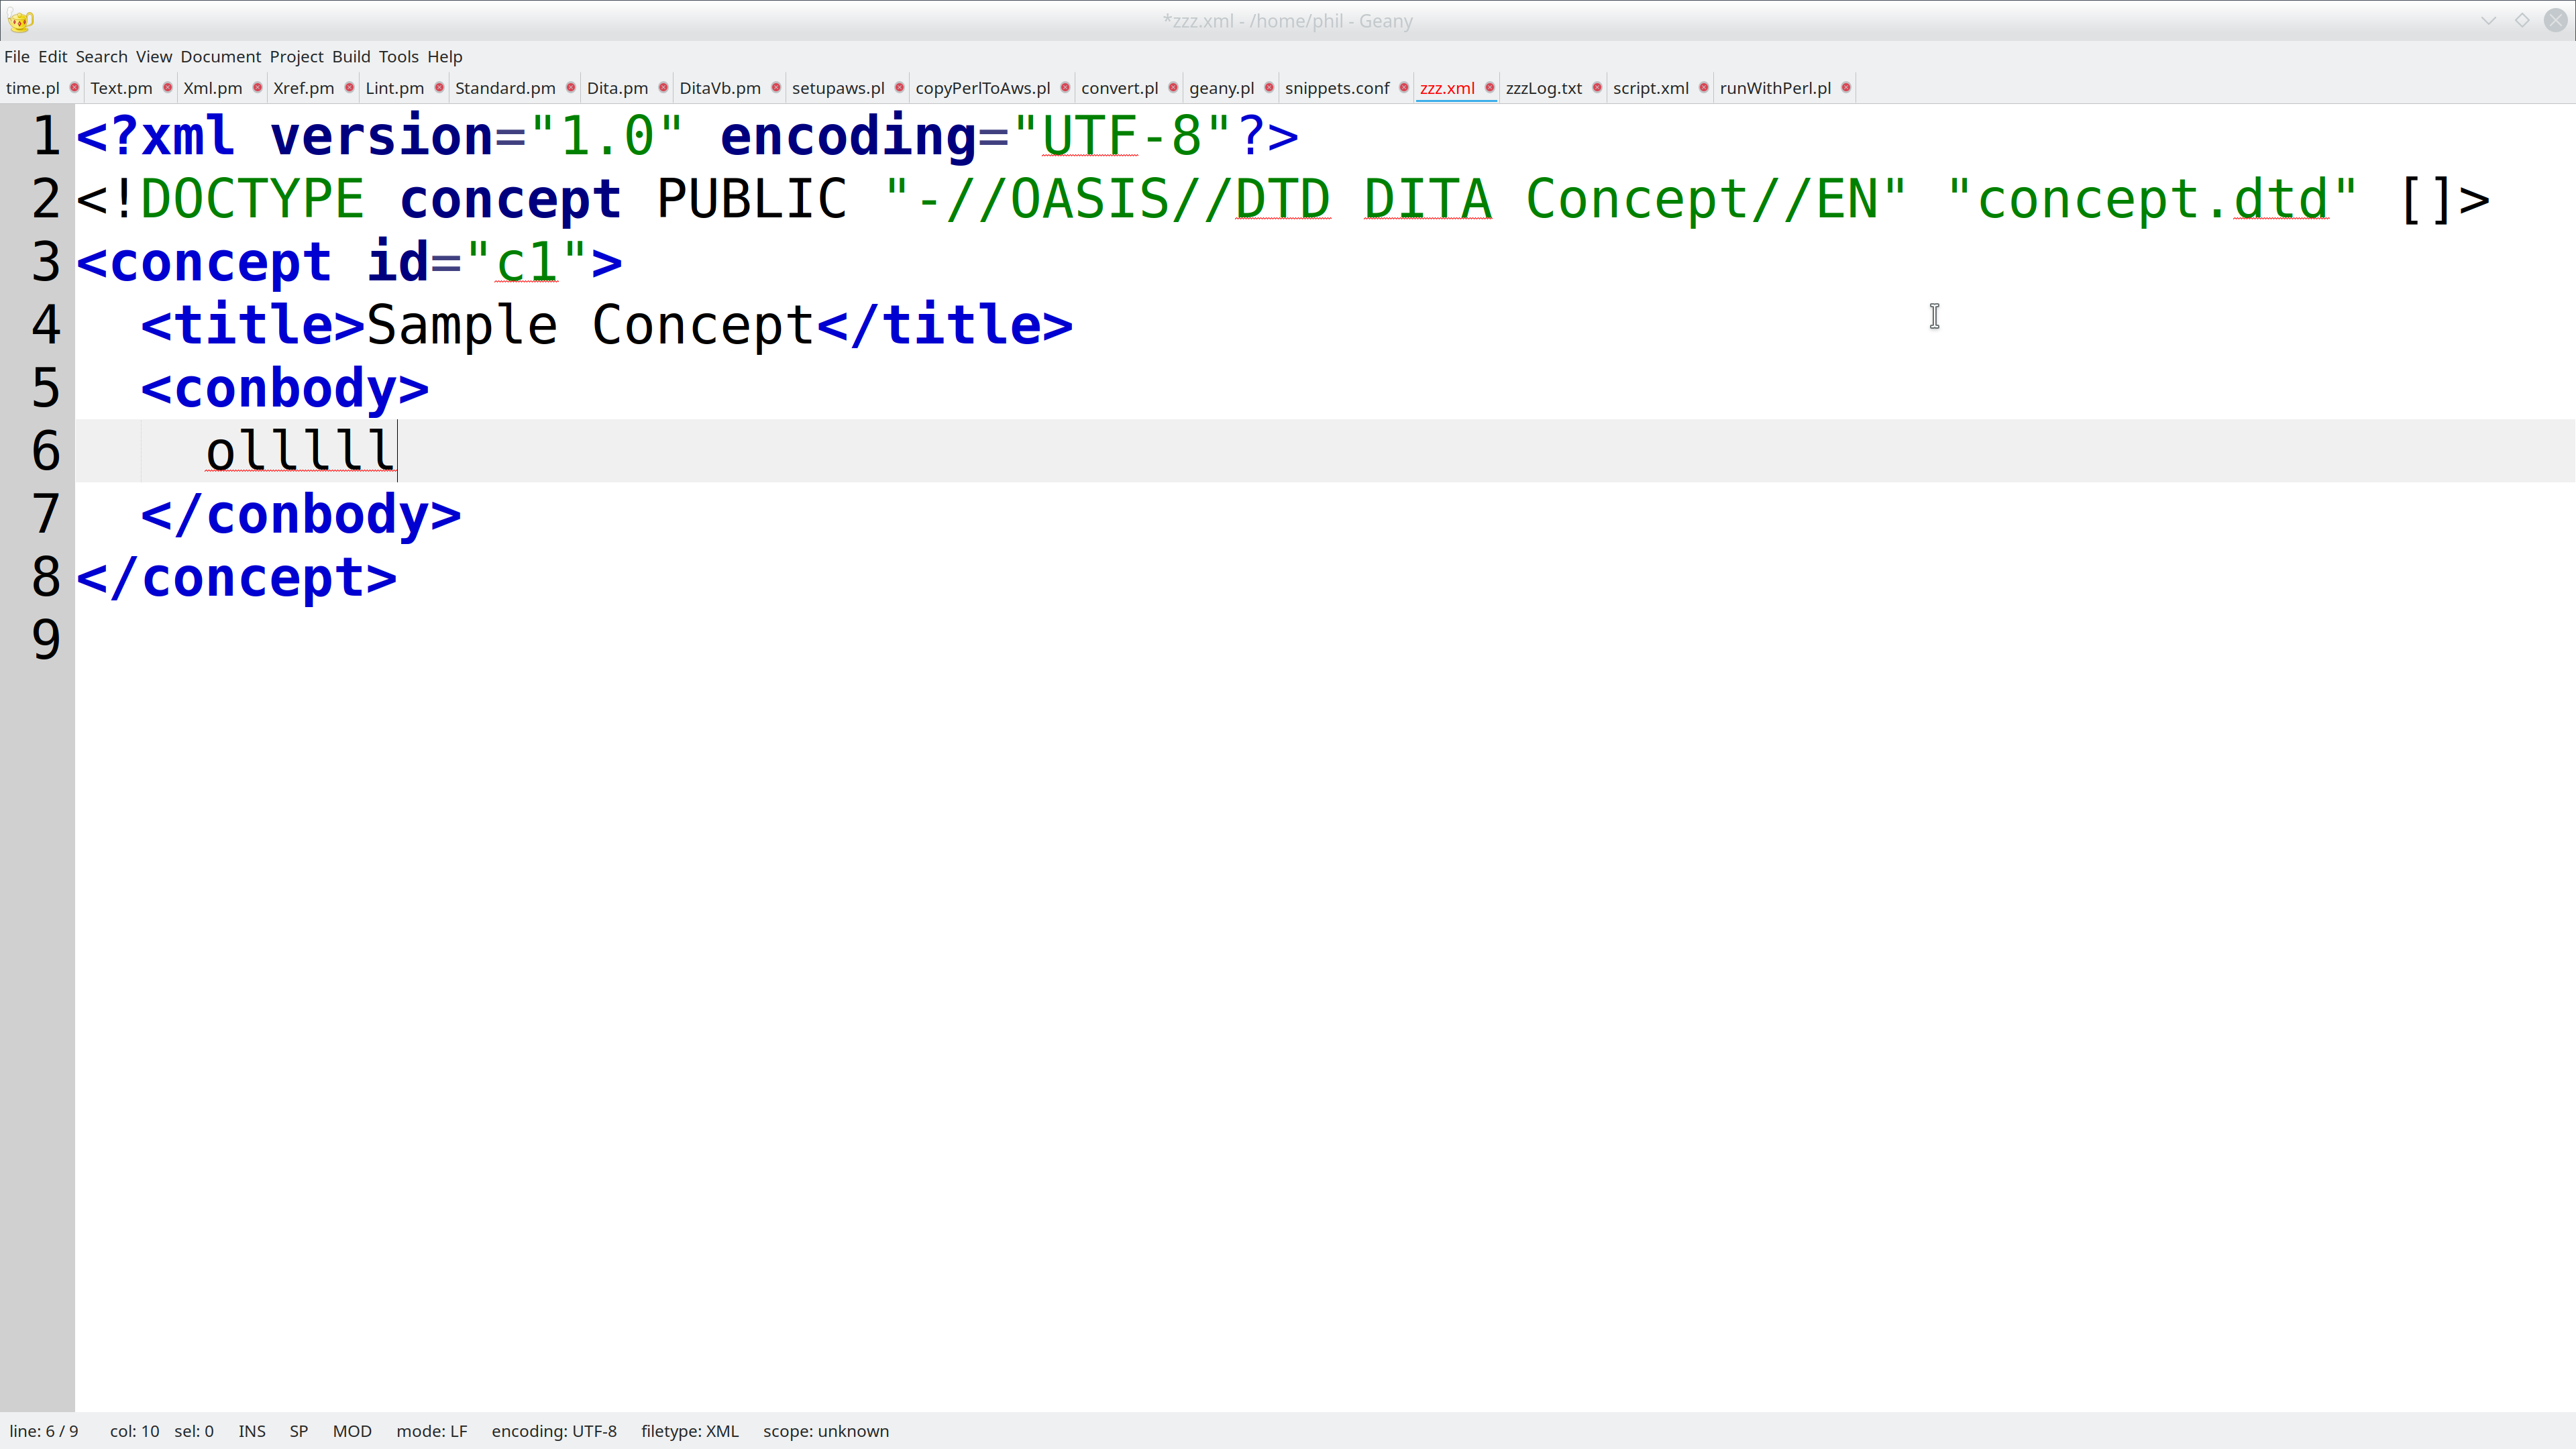 *zzz.xml - /home/phil - Geany
File Edit Search View Document Project Build Tools Help
time.pl Text.pm Xml.pm Xref.pm Lint.pm Standard.pm Dita.pm DitaVb.pm setupaws.pl copyPerlToAws.pl convert.pl geany.pl snippets.conf zzz.xml zzzLog.txt script.xml runWithPerl.pl
1 <?xml version="1.0" encoding="UTF-8"?>
2 <!DOCTYPE concept PUBLIC "-//OASIS//DTD DITA Concept//EN" "concept.dtd" []>
3 <concept id="c1">
4 <title>Sample Concept</title>
5 <conbody>
6 olllll
7 </conbody>
8 </concept>
9
line: 6 / 9 col: 10 sel: 0 INS SP MOD mode: LF encoding: UTF-8 filetype: XML scope: unknown